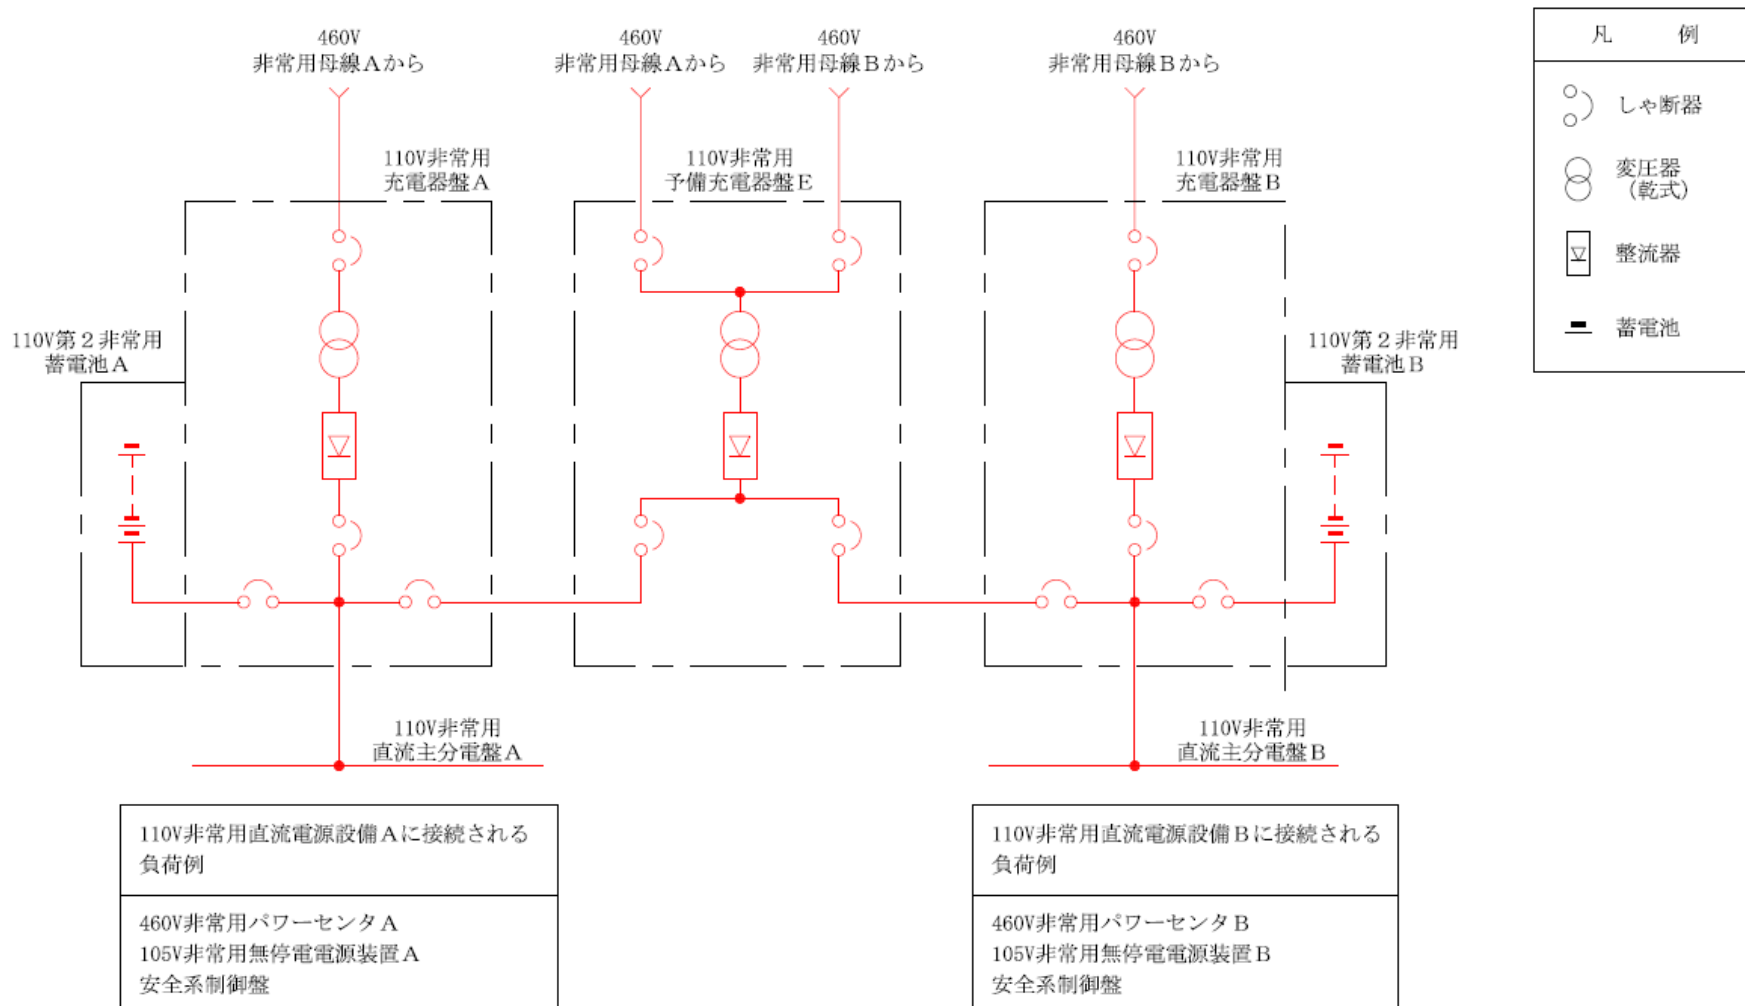 460V
非常用母線Aから
460V
非常用母線Aから
460V
非常用母線Bから
460V
非常用母線Bから
凡 例
しゃ断器
変圧器
(乾式)
整流器
蓄電池
110V非常用
充電器盤A
110V非常用
予備充電器盤E
110V非常用
充電器盤B
110V第2非常用
蓄電池A
110V第2非常用
蓄電池B
110V非常用
直流主分電盤A
110V非常用
直流主分電盤B
110V非常用直流電源設備Aに接続される
負荷例
460V非常用パワーセンタA
105V非常用無停電電源装置A
安全系制御盤
110V非常用直流電源設備Bに接続される
負荷例
460V非常用パワーセンタB
105V非常用無停電電源装置B
安全系制御盤